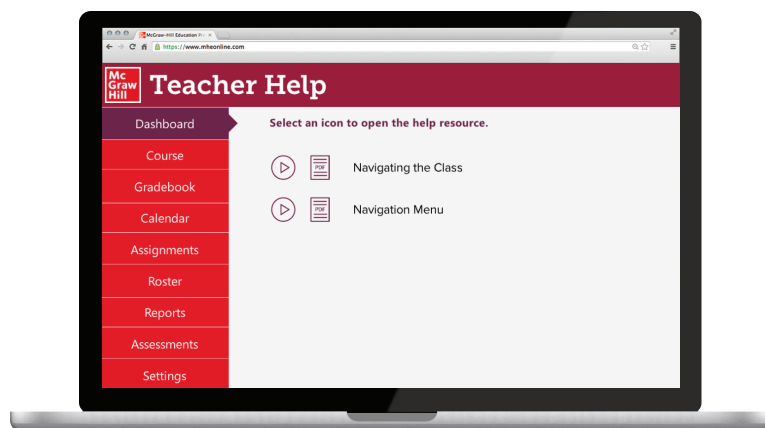 McGraw-Hill Education Pr
https://www.mheonline.com
Mc
Graw
Hill
Teacher Help
Dashboard
Course
Gradebook
Calendar
Assignments
Roster
Reports
Assessments
Settings
Select an icon to open the help resource.
PDF Navigating the Class
PDF Navigation Menu